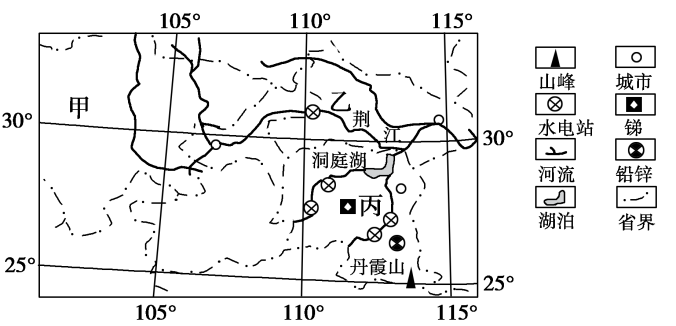 105° 110° 115°
甲 乙 荆 江
30° 30°
洞庭湖
丙
丹霞山
25° 25°
105° 110° 115°
山峰 城市
水电站 锑
河流 铅锌
湖泊 省界